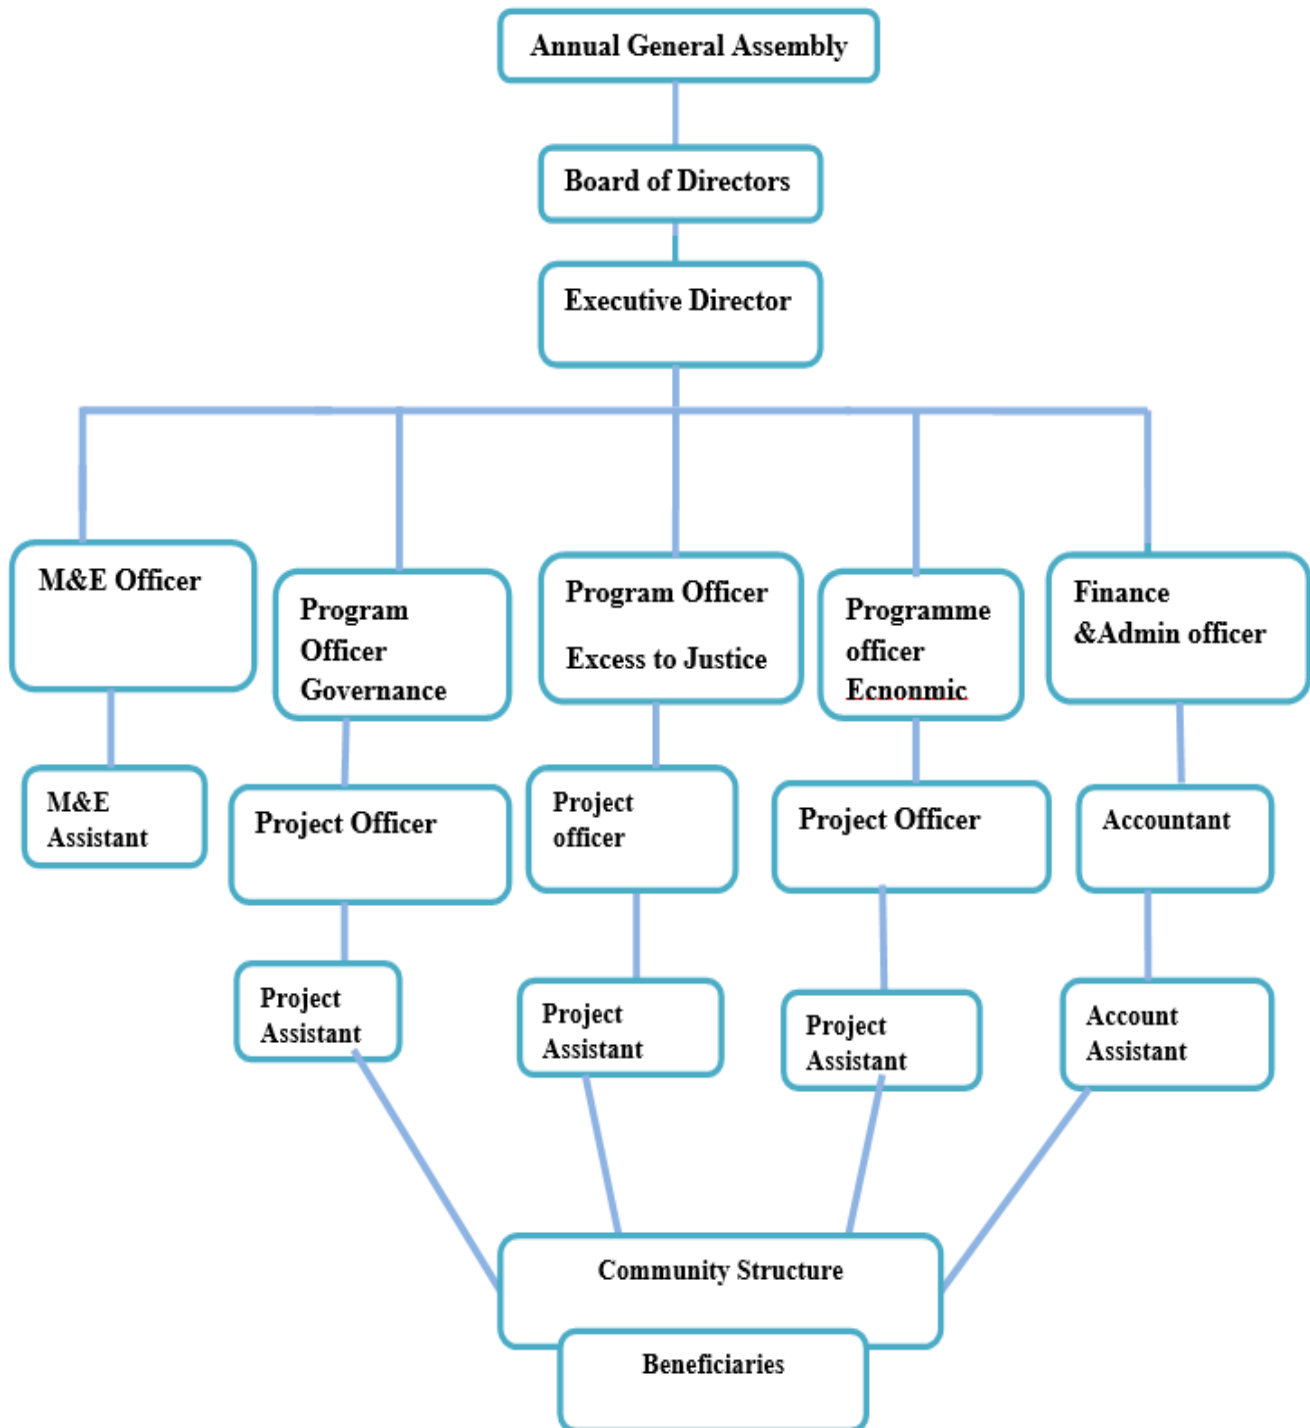 Annual General Assembly
Board of Directors
Executive Director
M&E Officer
Program
Officer
Governance
Program Officer
Excess to Justice
Programme
officer
Ecnonmic
Finance
&Admin officer
M&E
Assistant
Project Officer
Project
officer
Project Officer
Accountant
Project
Assistant
Project
Assistant
Project
Assistant
Account
Assistant
Community Structure
Beneficiaries